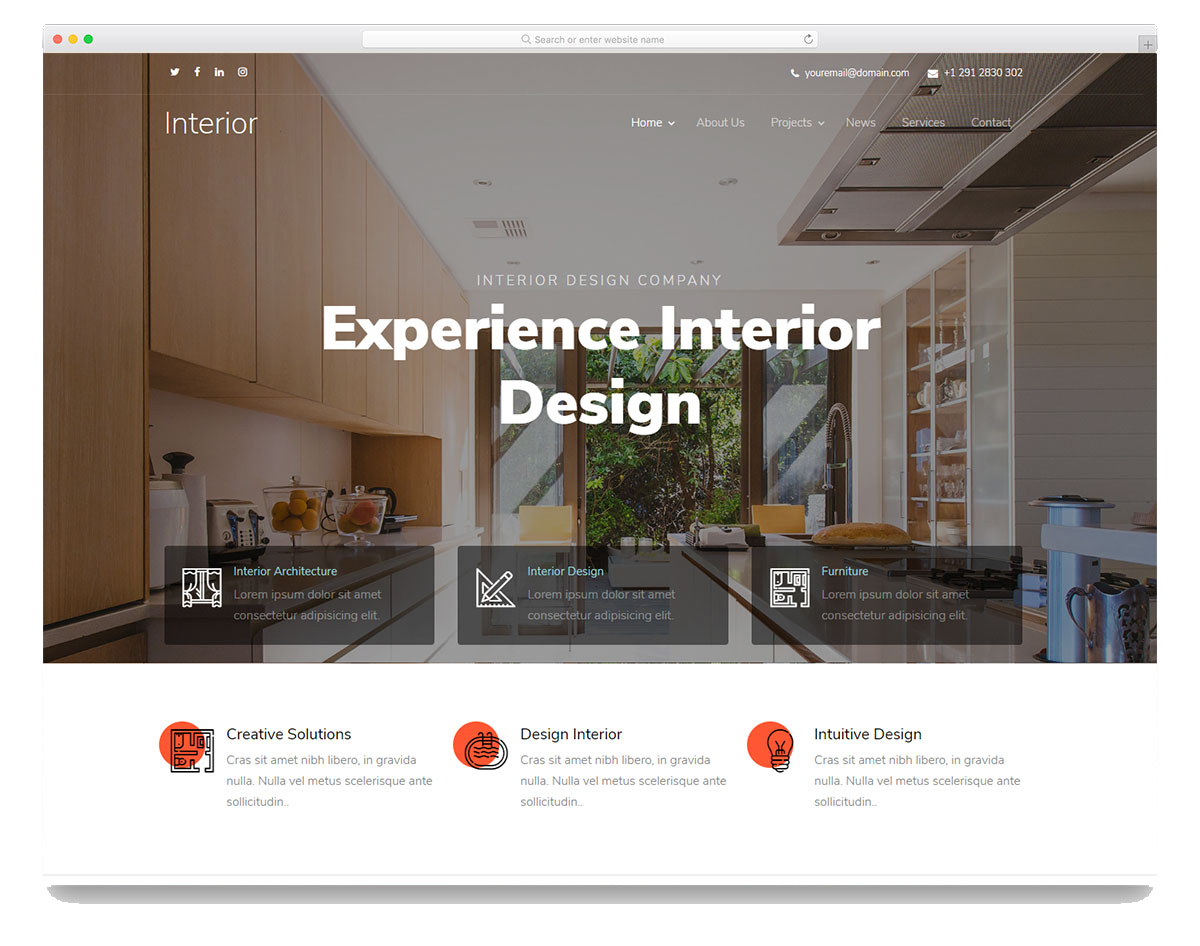 Search or enter website name
youremail@domain.com +1 291 2830 302
Interior
Home About Us Projects News Services Contact
INTERIOR DESIGN COMPANY
Experience Interior
Design
Interior Architecture
Lorem ipsum dolor sit amet
consectetur adipisicing elit.
Interior Design
Lorem ipsum dolor sit amet
consectetur adipisicing elit.
Furniture
Lorem ipsum dolor sit amet
consectetur adipisicing elit.
Creative Solutions
Cras sit amet nibh libero, in gravida
nulla. Nulla vel metus scelerisque ante
sollicitudin..
Design Interior
Cras sit amet nibh libero, in gravida
nulla. Nulla vel metus scelerisque ante
sollicitudin..
Intuitive Design
Cras sit amet nibh libero, in gravida
nulla. Nulla vel metus scelerisque ante
sollicitudin..